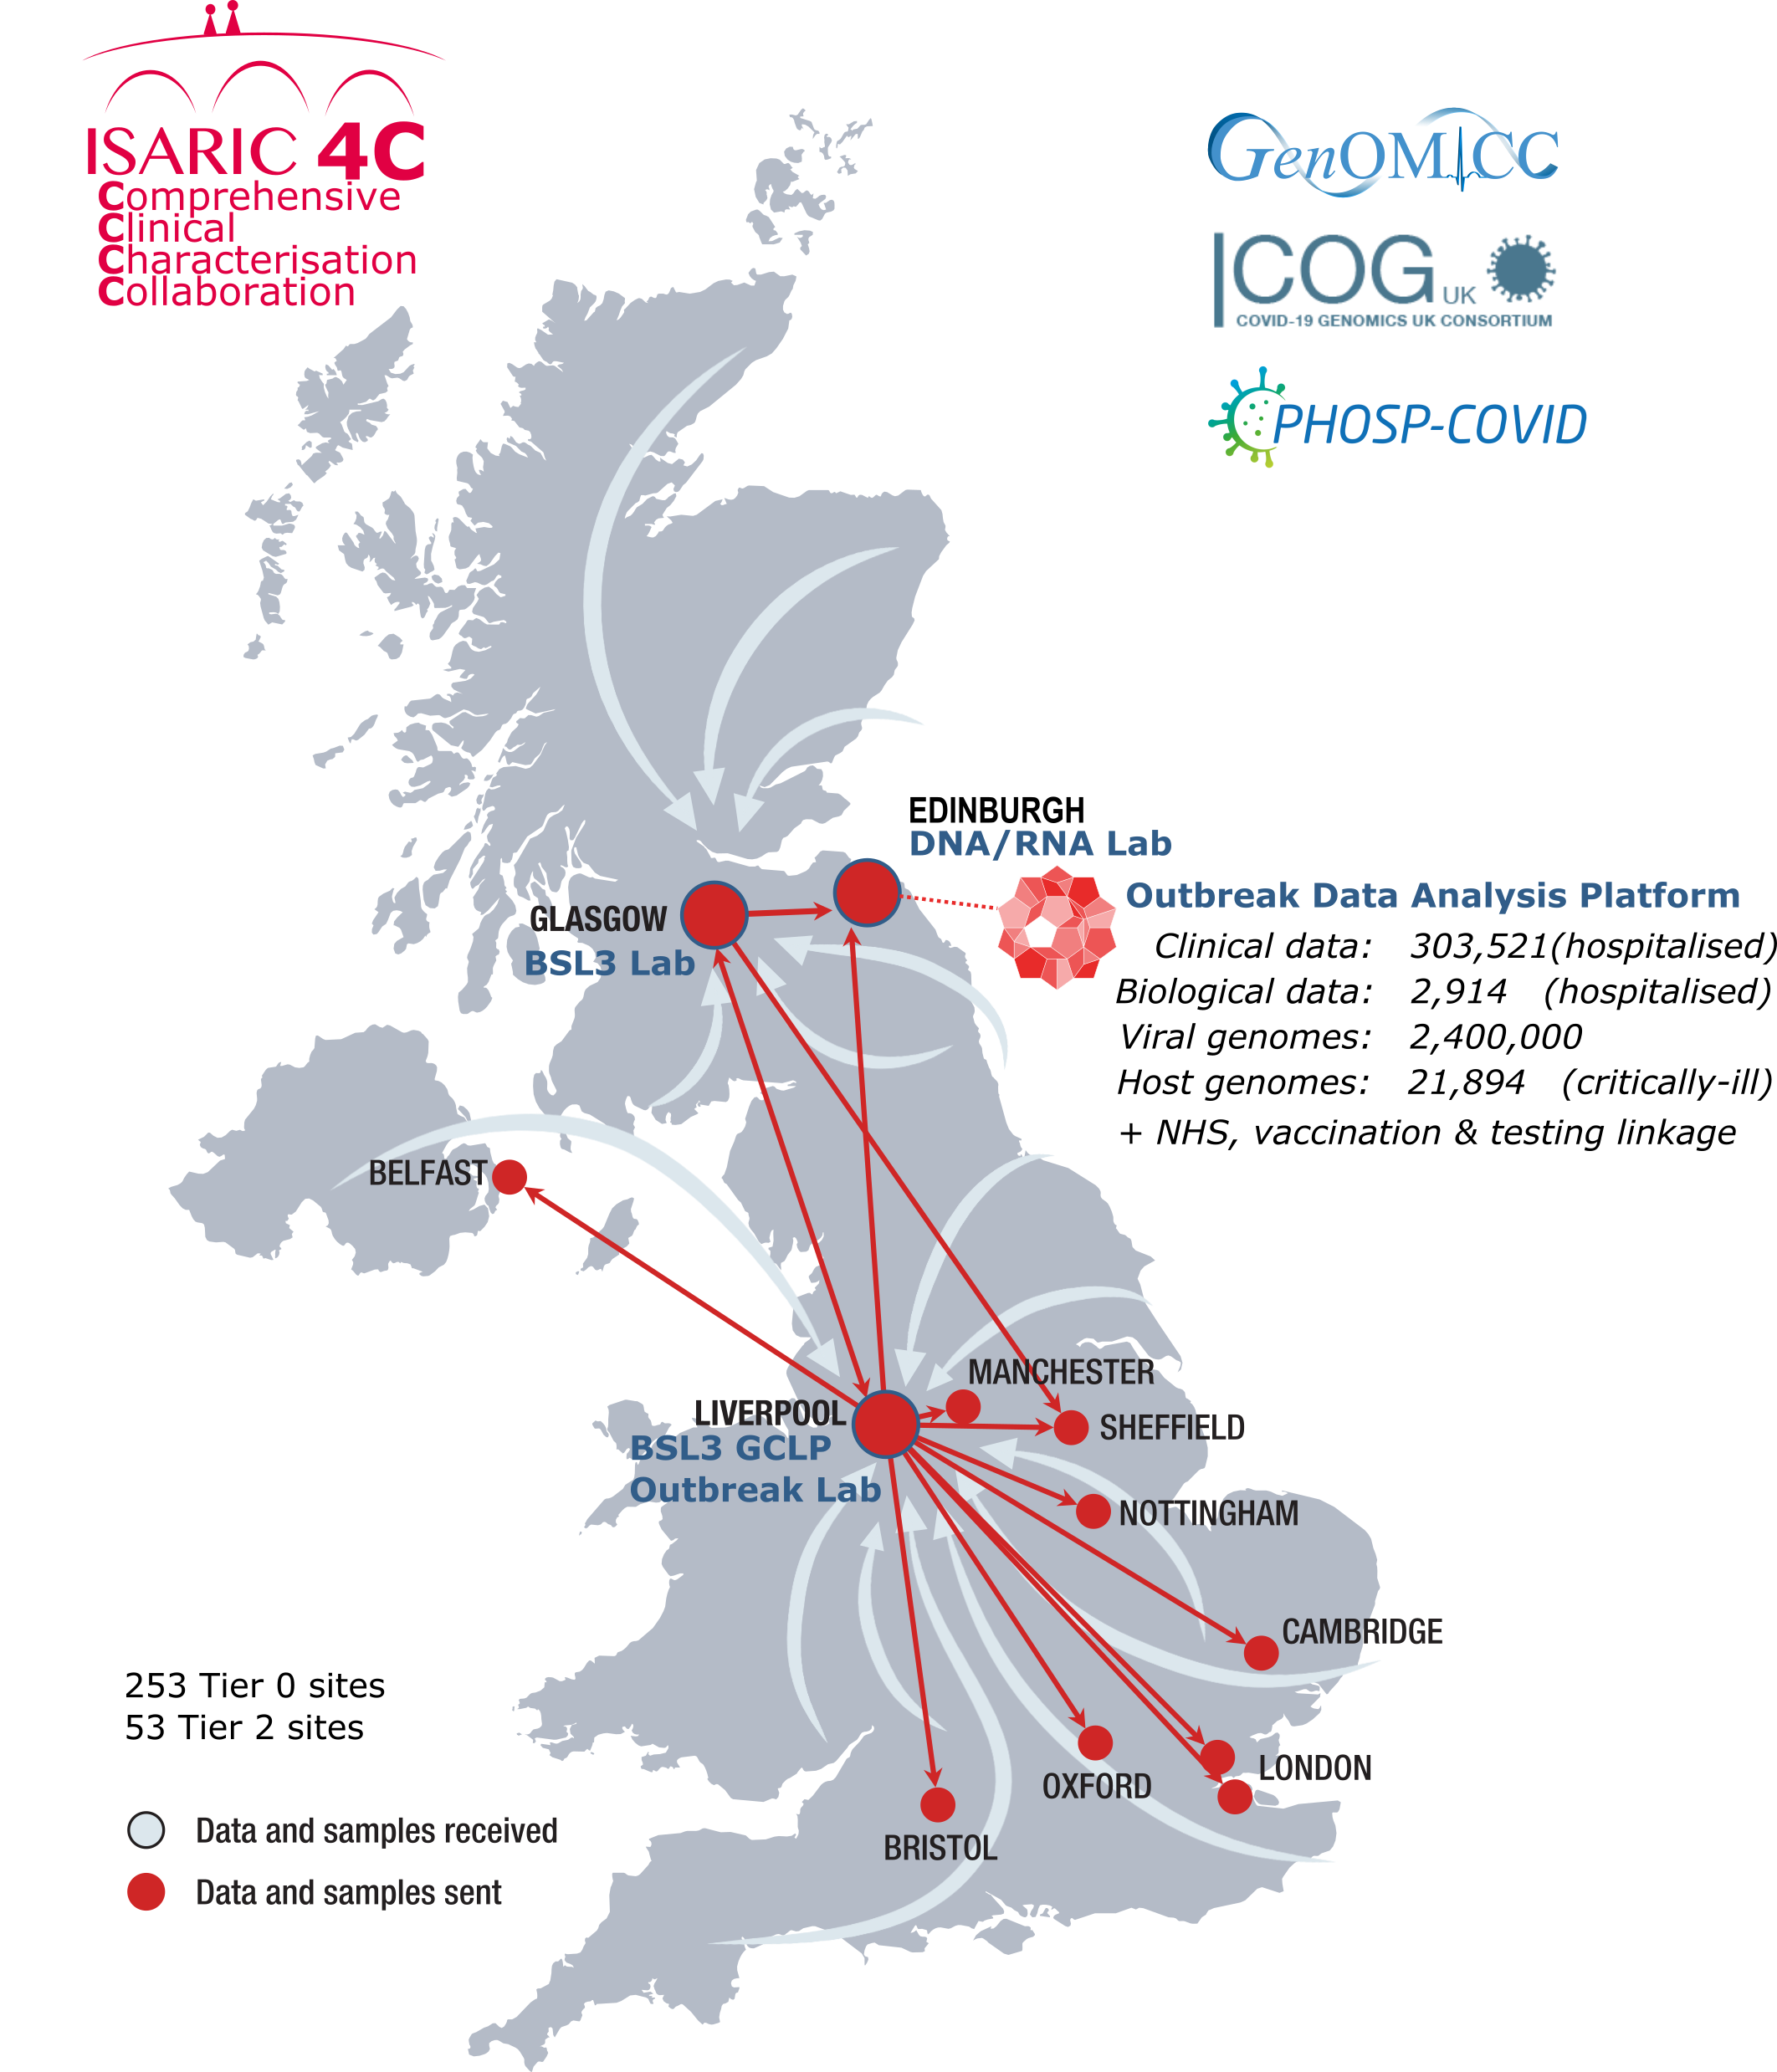 ISARIC 4C
Comprehensive
Clinical
Characterisation
Collaboration
GenOMICC
COG UK
COVID-19 GENOMICS UK CONSORTIUM
PHOSP-COVID
EDINBURGH
DNA/RNA Lab
Outbreak Data Analysis Platform
Clinical data: 303,521(hospitalised)
Biological data: 2,914 (hospitalised)
Viral genomes: 2,400,000
Host genomes: 21,894 (critically-ill)
+ NHS, vaccination & testing linkage
GLASGOW
BSL3 Lab
BELFAST
MANCHESTER
LIVERPOOL
BSL3 GCLP
Outbreak Lab
SHEFFIELD
NOTTINGHAM
CAMBRIDGE
OXFORD
LONDON
BRISTOL
253 Tier 0 sites
53 Tier 2 sites
Data and samples received
Data and samples sent